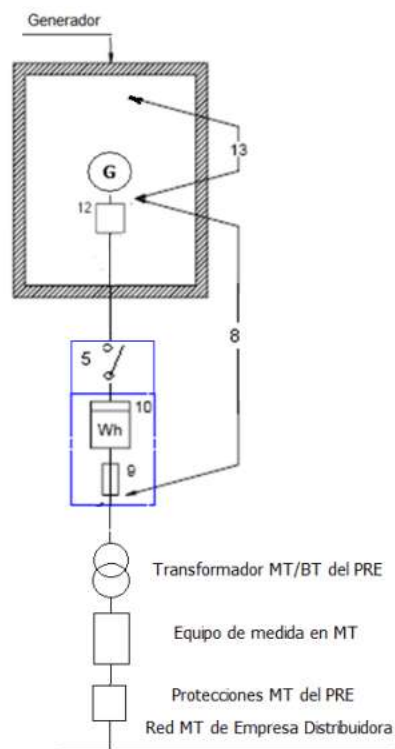 Generador
13
G
12
8
5
10
Wh
9
Transformador MT/BT del PRE
Equipo de medida en MT
Protecciones MT del PRE
Red MT de Empresa Distribuidora